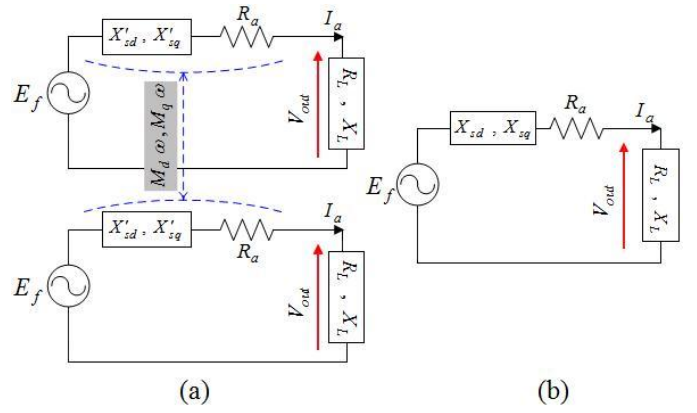 X'sd , X'sq
Ra
Ia
Ef
Md ω, Mq ω
Vout
RL , XL
X'sd , X'sq
Ra
Ia
Ef
Vout
RL , XL
(a)
Xsd , Xsq
Ra
Ia
Ef
Vout
RL , XL
(b)